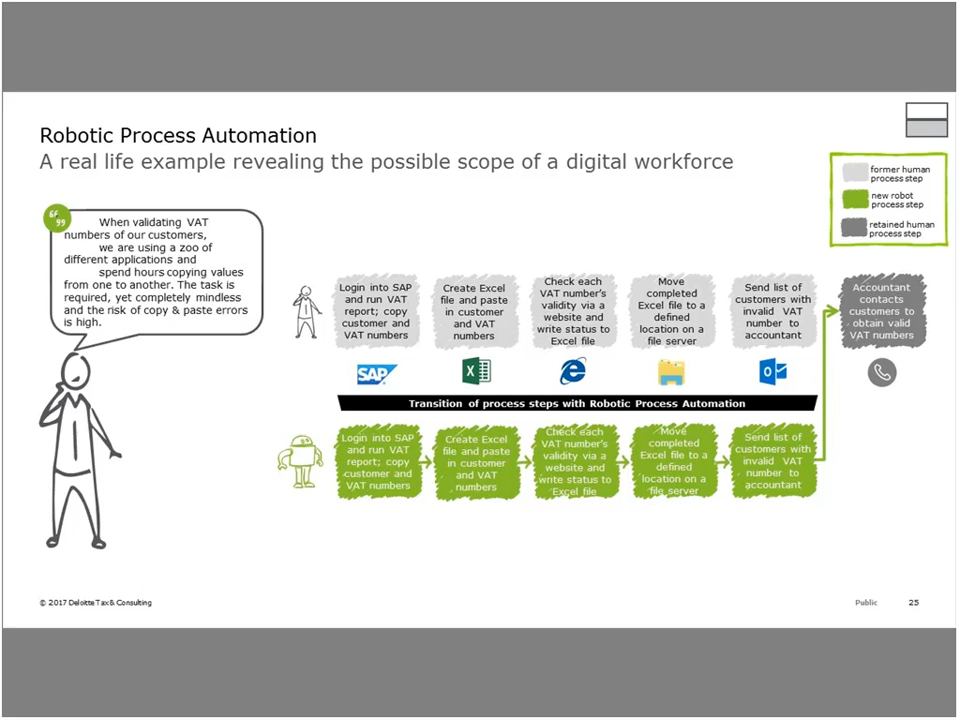 Robotic Process Automation
A real life example revealing the possible scope of a digital workforce
former human
process step
new robot
process step
retained human
process step
When validating VAT
numbers of our customers,
we are using a zoo of
different applications and
spend hours copying values
from one to another. The task is
required, yet completely mindless
and the risk of copy & paste errors
is high.
Login into SAP
and run VAT
report; copy
customer and
VAT numbers
Create Excel
file and paste
in customer
and VAT
numbers
Check each
VAT number's
validity via a
website and
write status to
Excel file
Move
completed
Excel file to a
defined
location on a
file server
Send list of
customers with
invalid VAT
number to
accountant
Accountant
contacts
customers to
obtain valid
VAT numbers
SAP
Transition of process steps with Robotic Process Automation
Login into SAP
and run VAT
report; copy
customer and
VAT numbers
Create Excel
file and paste
in customer
and VAT
numbers
Check each
VAT number's
validity via a
website and
write status to
Excel file
Move
completed
Excel file to a
defined
location on a
file server
Send list of
customers with
invalid VAT
number to
accountant
© 2017 Deloitte Tax & Consulting
Public
25